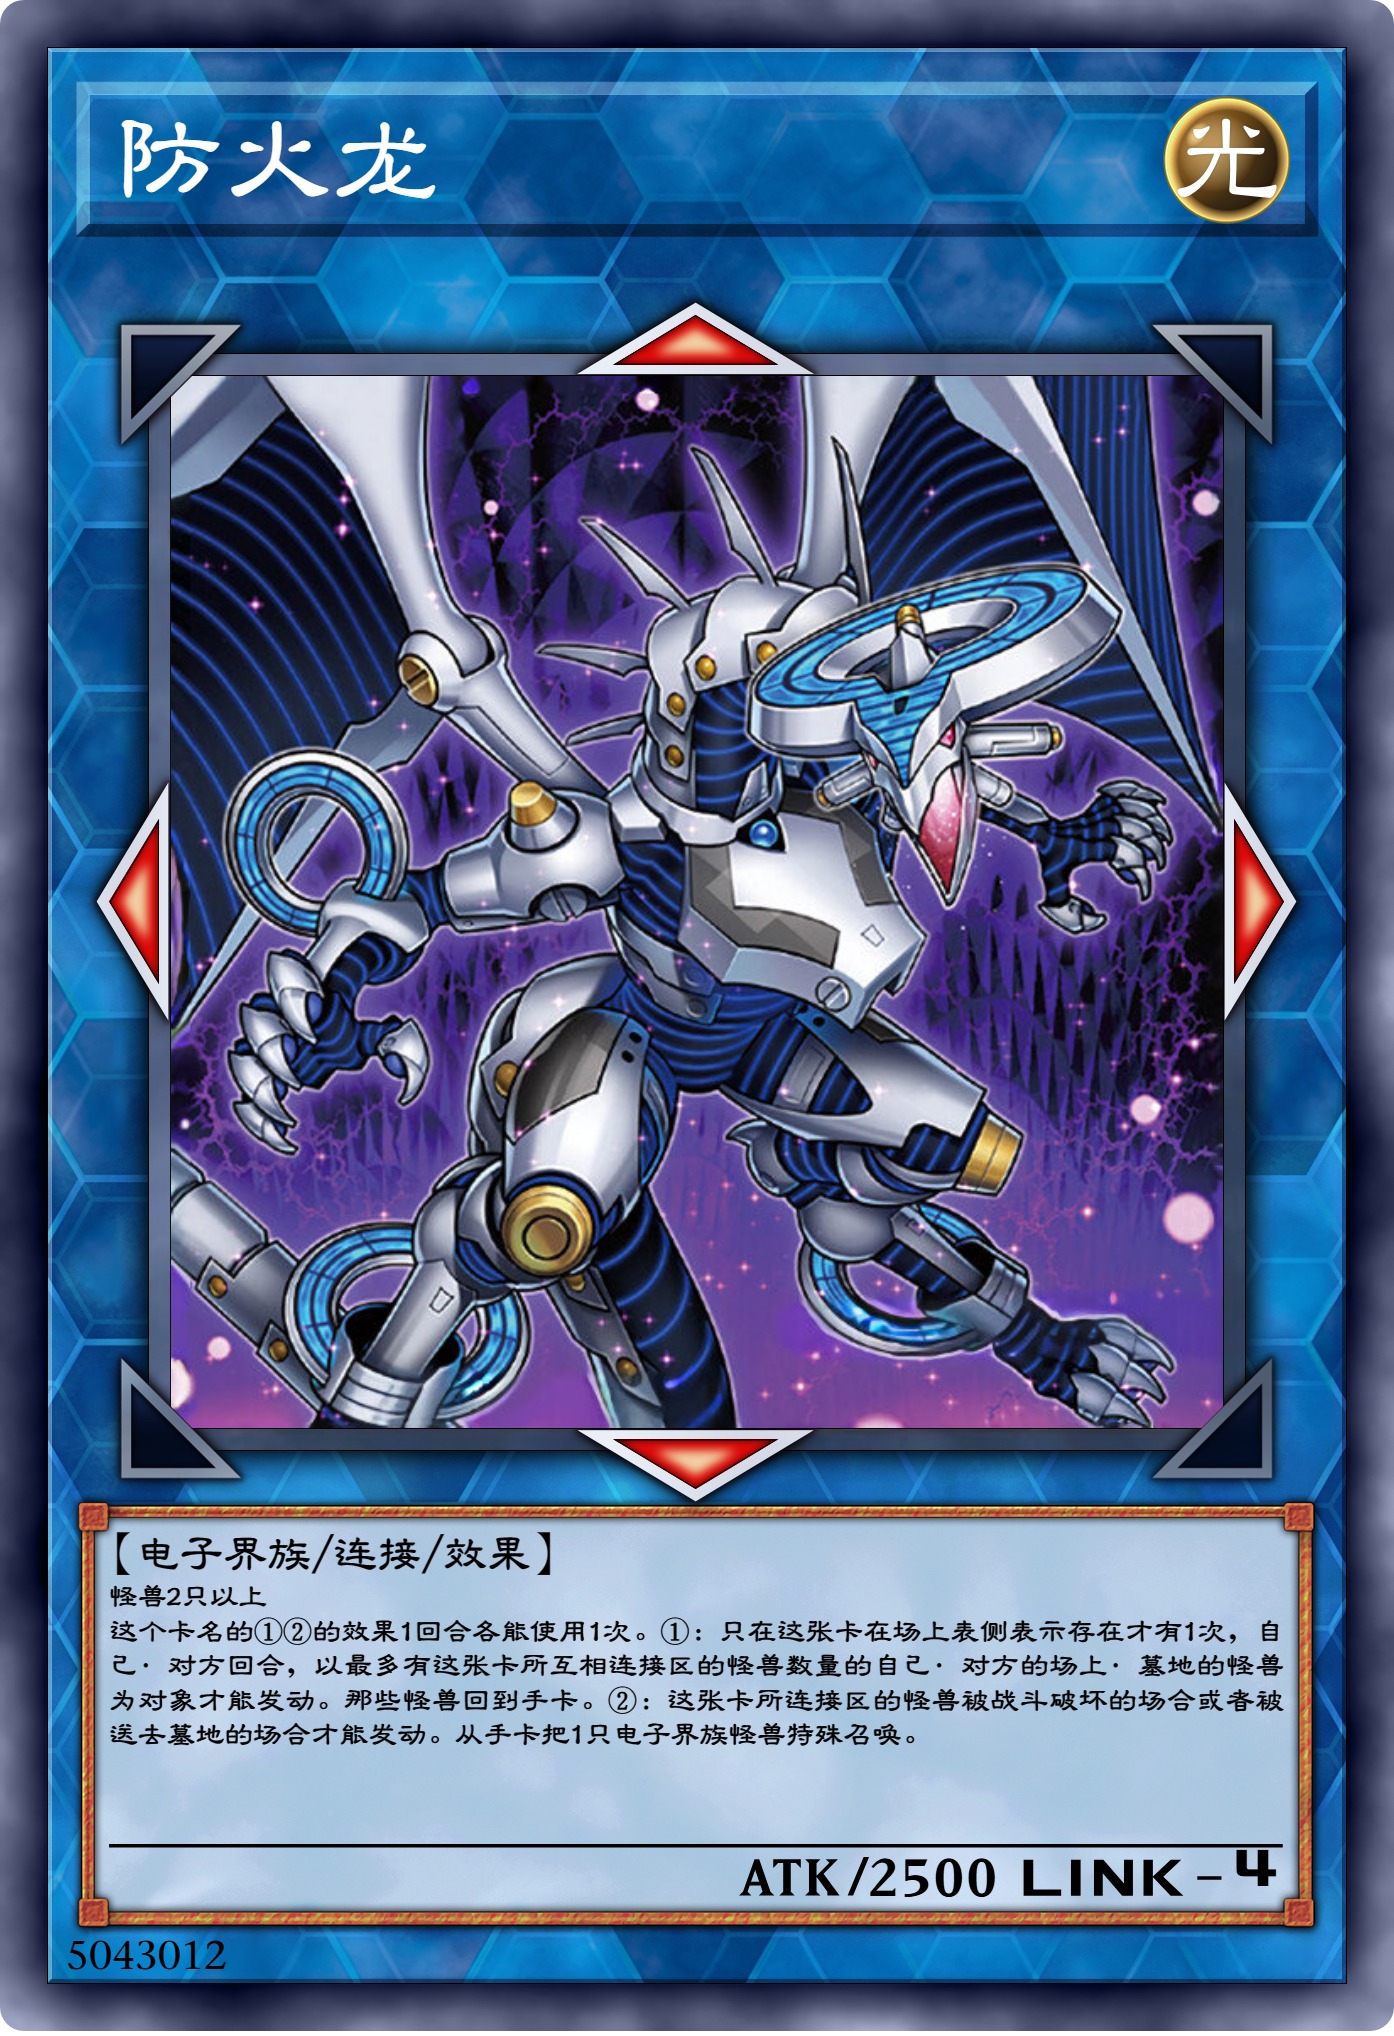 防火龙
光
【电子界族/连接/效果】
怪兽2只以上
这个卡名的①②的效果1回合各能使用1次。①：只在这张卡在场上表侧表示存在才有1次，自
己·对方回合，以最多有这张卡所互相连接区的怪兽数量的自己·对方的场上·墓地的怪兽
为对象才能发动。那些怪兽回到手卡。②：这张卡所连接区的怪兽被战斗破坏的场合或者被
送去墓地的场合才能发动。从手卡把1只电子界族怪兽特殊召唤。
ATK/2500 LINK-4
5043012